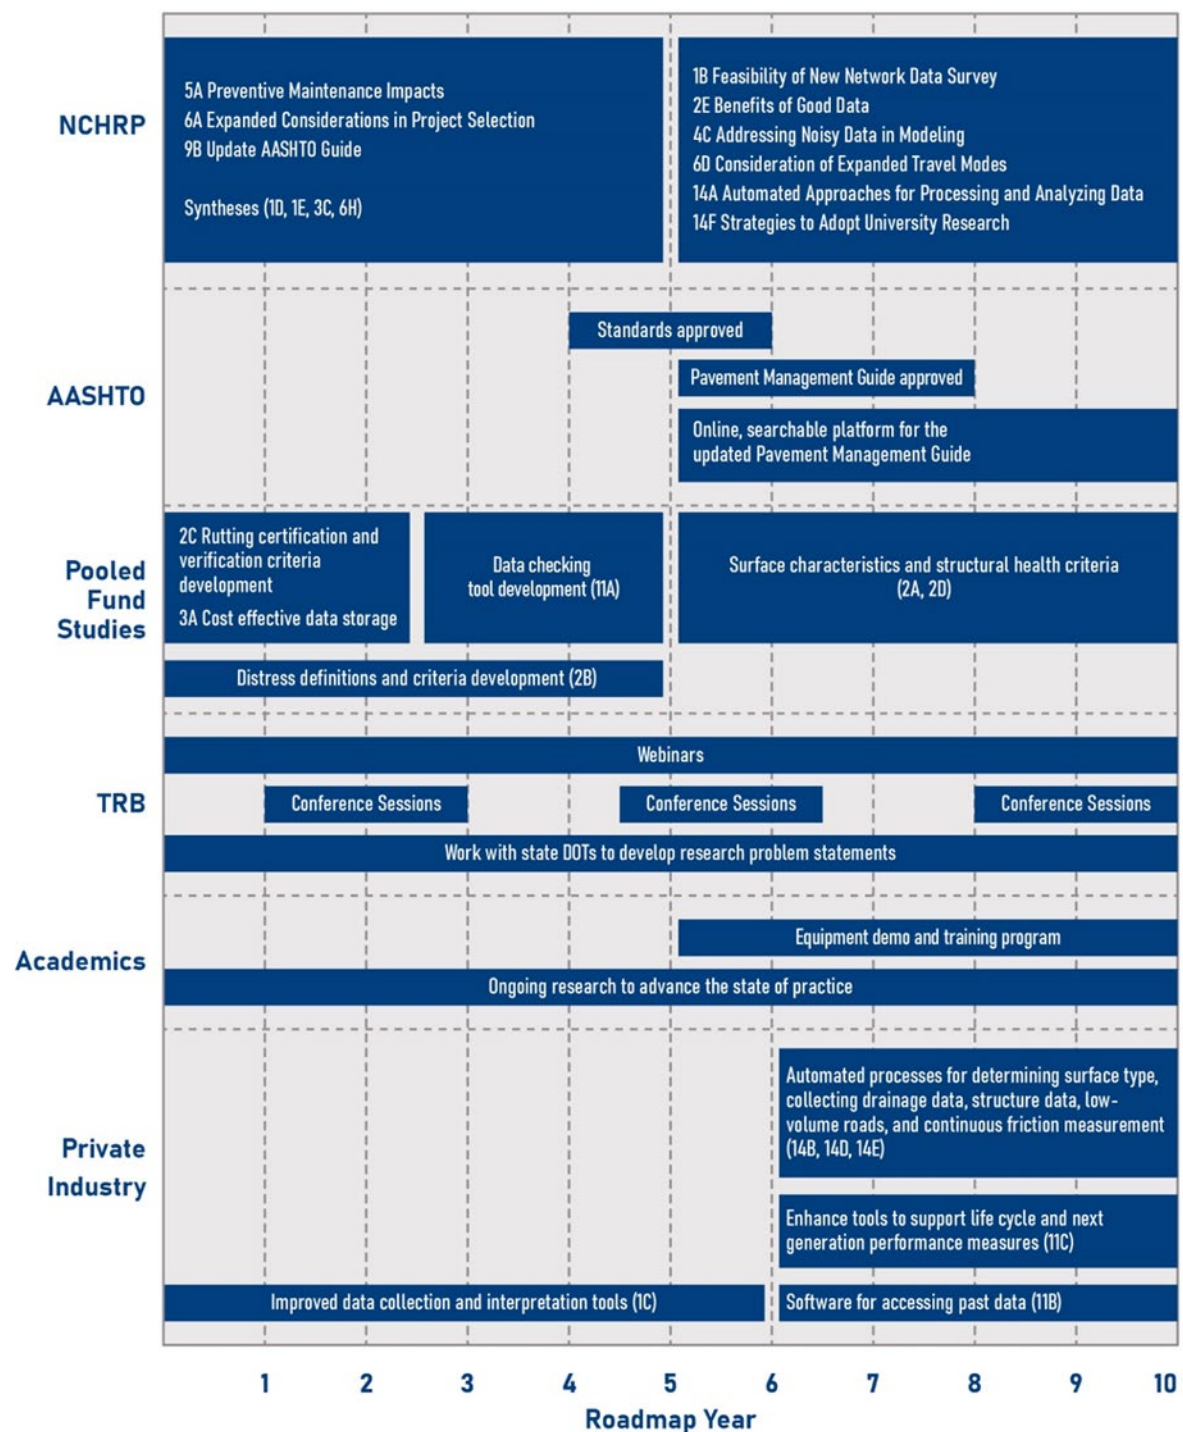 NCHRP
5A Preventive Maintenance Impacts
6A Expanded Considerations in Project Selection
9B Update AASHTO Guide
Syntheses (1D, 1E, 3C, 6H)
1B Feasibility of New Network Data Survey
2E Benefits of Good Data
4C Addressing Noisy Data in Modeling
6D Consideration of Expanded Travel Modes
14A Automated Approaches for Processing and Analyzing Data
14F Strategies to Adopt University Research
AASHTO
Standards approved
Pavement Management Guide approved
Online, searchable platform for the
updated Pavement Management Guide
Pooled
Fund
Studies
2C Rutting certification and
verification criteria
development
3A Cost effective data storage
Data checking
tool development (11A)
Surface characteristics and structural health criteria
(2A, 2D)
Distress definitions and criteria development (2B)
TRB
Webinars
Conference Sessions
Conference Sessions
Conference Sessions
Work with state DOTs to develop research problem statements
Academics
Equipment demo and training program
Ongoing research to advance the state of practice
Private
Industry
Automated processes for determining surface type,
collecting drainage data, structure data, low-
volume roads, and continuous friction measurement
(14B, 14D, 14E)
Enhance tools to support life cycle and next
generation performance measures (11C)
Improved data collection and interpretation tools (1C)
Software for accessing past data (11B)
1 2 3 4 5 6 7 8 9 10
Roadmap Year